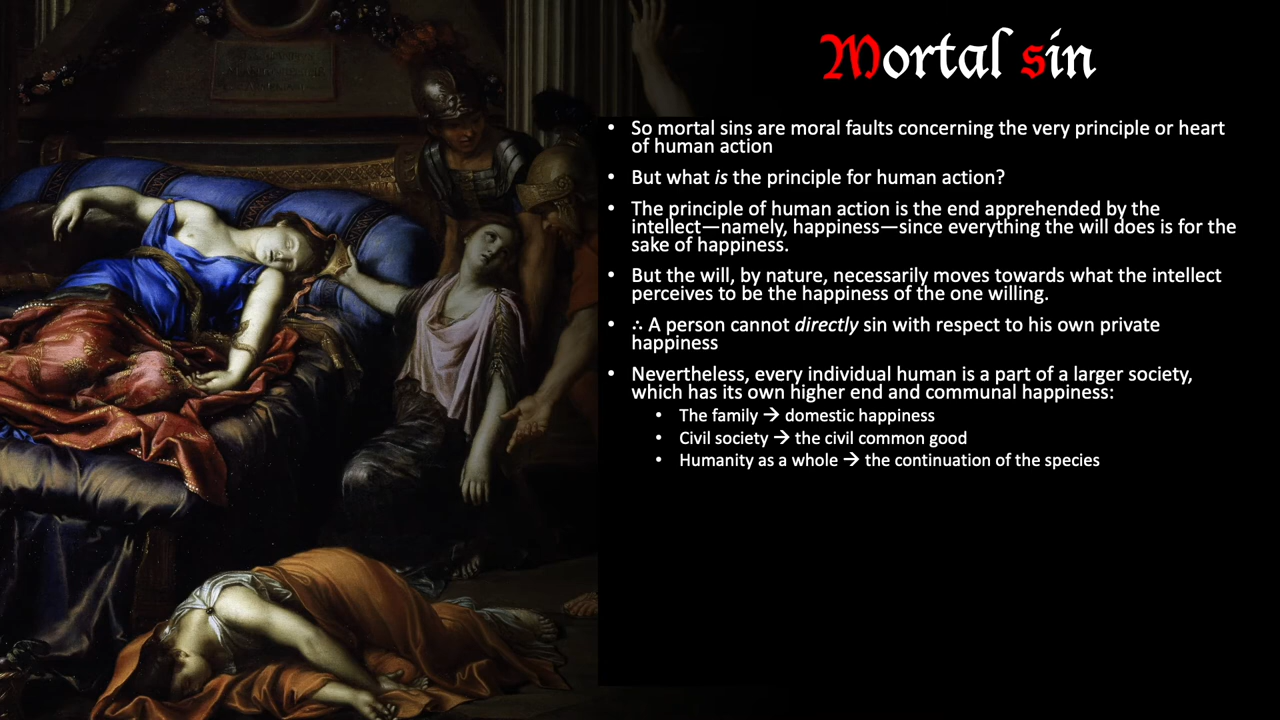 Mortal sin
• So mortal sins are moral faults concerning the very principle or heart
of human action
• But what is the principle for human action?
• The principle of human action is the end apprehended by the
intellect—namely, happiness—since everything the will does is for the
sake of happiness.
• But the will, by nature, necessarily moves towards what the intellect
perceives to be the happiness of the one willing.
• ∴ A person cannot directly sin with respect to his own private
happiness
• Nevertheless, every individual human is a part of a larger society,
which has its own higher end and communal happiness:
• The family → domestic happiness
• Civil society → the civil common good
• Humanity as a whole → the continuation of the species